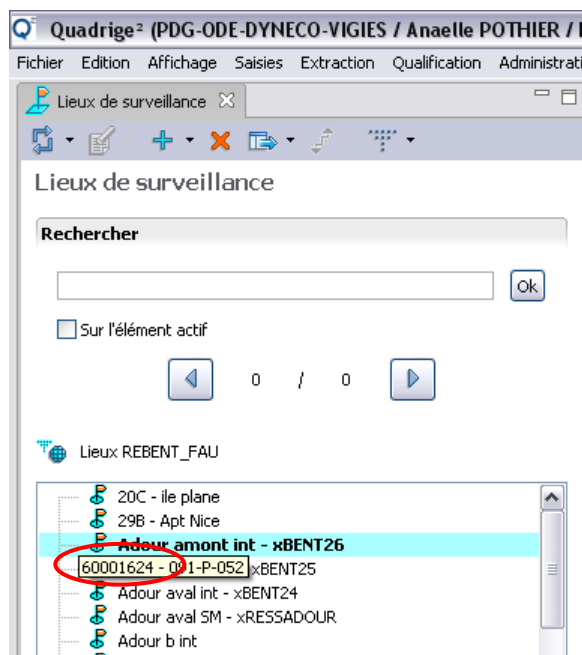 Quadrige² (PDG-ODE-DYNECO-VIGIES / Anaelle POTHIER /
Fichier Edition Affichage Saisies Extraction Qualification Administrati
Lieux de surveillance
Lieux de surveillance
Rechercher
Ok
Sur l'élément actif
0 / 0
Lieux REBENT_FAU
20C - ile plane
29B - Apt Nice
Adour amont int - xBENT26
60001624 - 091-P-052 xBENT25
Adour aval int - xBENT24
Adour aval SM - xRESSADOUR
Adour b int